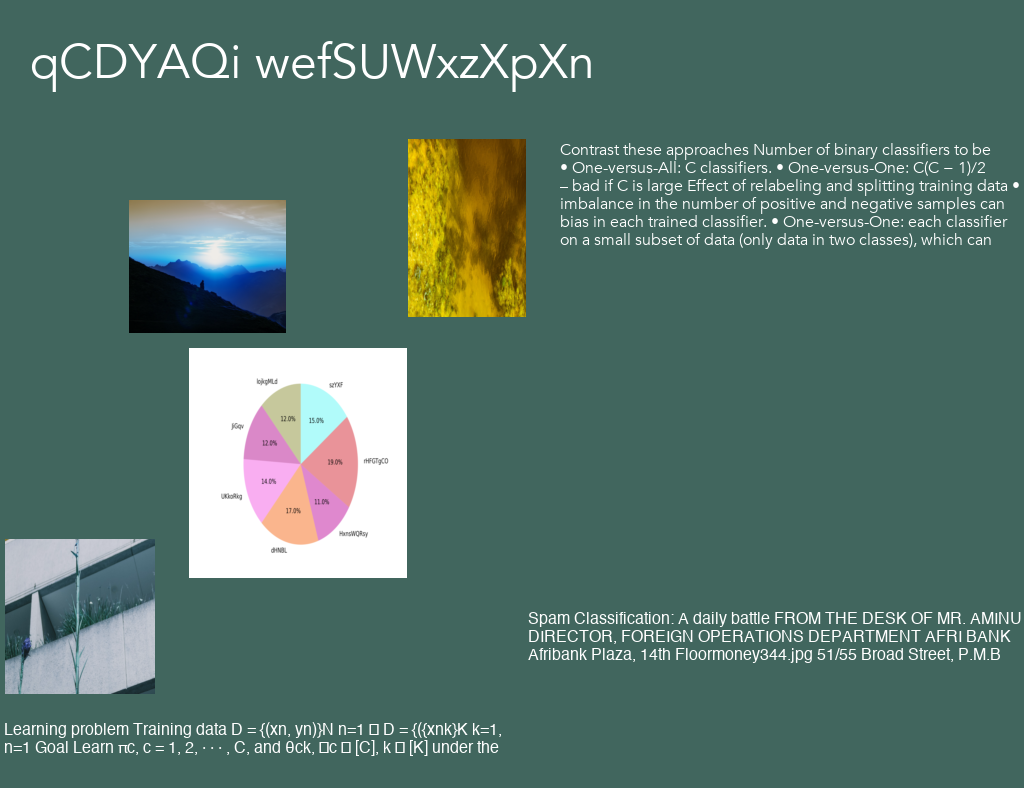 qCDYAQi wefSUWxzXpXn
Contrast these approaches Number of binary classifiers to be
• One-versus-All: C classifiers. • One-versus-One: C(C − 1)/2
– bad if C is large Effect of relabeling and splitting training data •
imbalance in the number of positive and negative samples can
bias in each trained classifier. • One-versus-One: each classifier
on a small subset of data (only data in two classes), which can
szYXF
15.0%
rHFGTgCO
19.0%
HxnsWQRsy
11.0%
dHNBL
17.0%
UKkoRkg
14.0%
JiGqv
12.0%
12.0%
Spam Classification: A daily battle FROM THE DESK OF MR. AMINU
DIRECTOR, FOREIGN OPERATIONS DEPARTMENT AFRI BANK
Afribank Plaza, 14th Floormoney344.jpg 51/55 Broad Street, P.M.B
Learning problem Training data D = {(xn, yn)}N n=1 □ D = {({xnk}K k=1,
n=1 Goal Learn πc, c = 1, 2, · · · , C, and θck, □c □ [C], k □ [K] under the